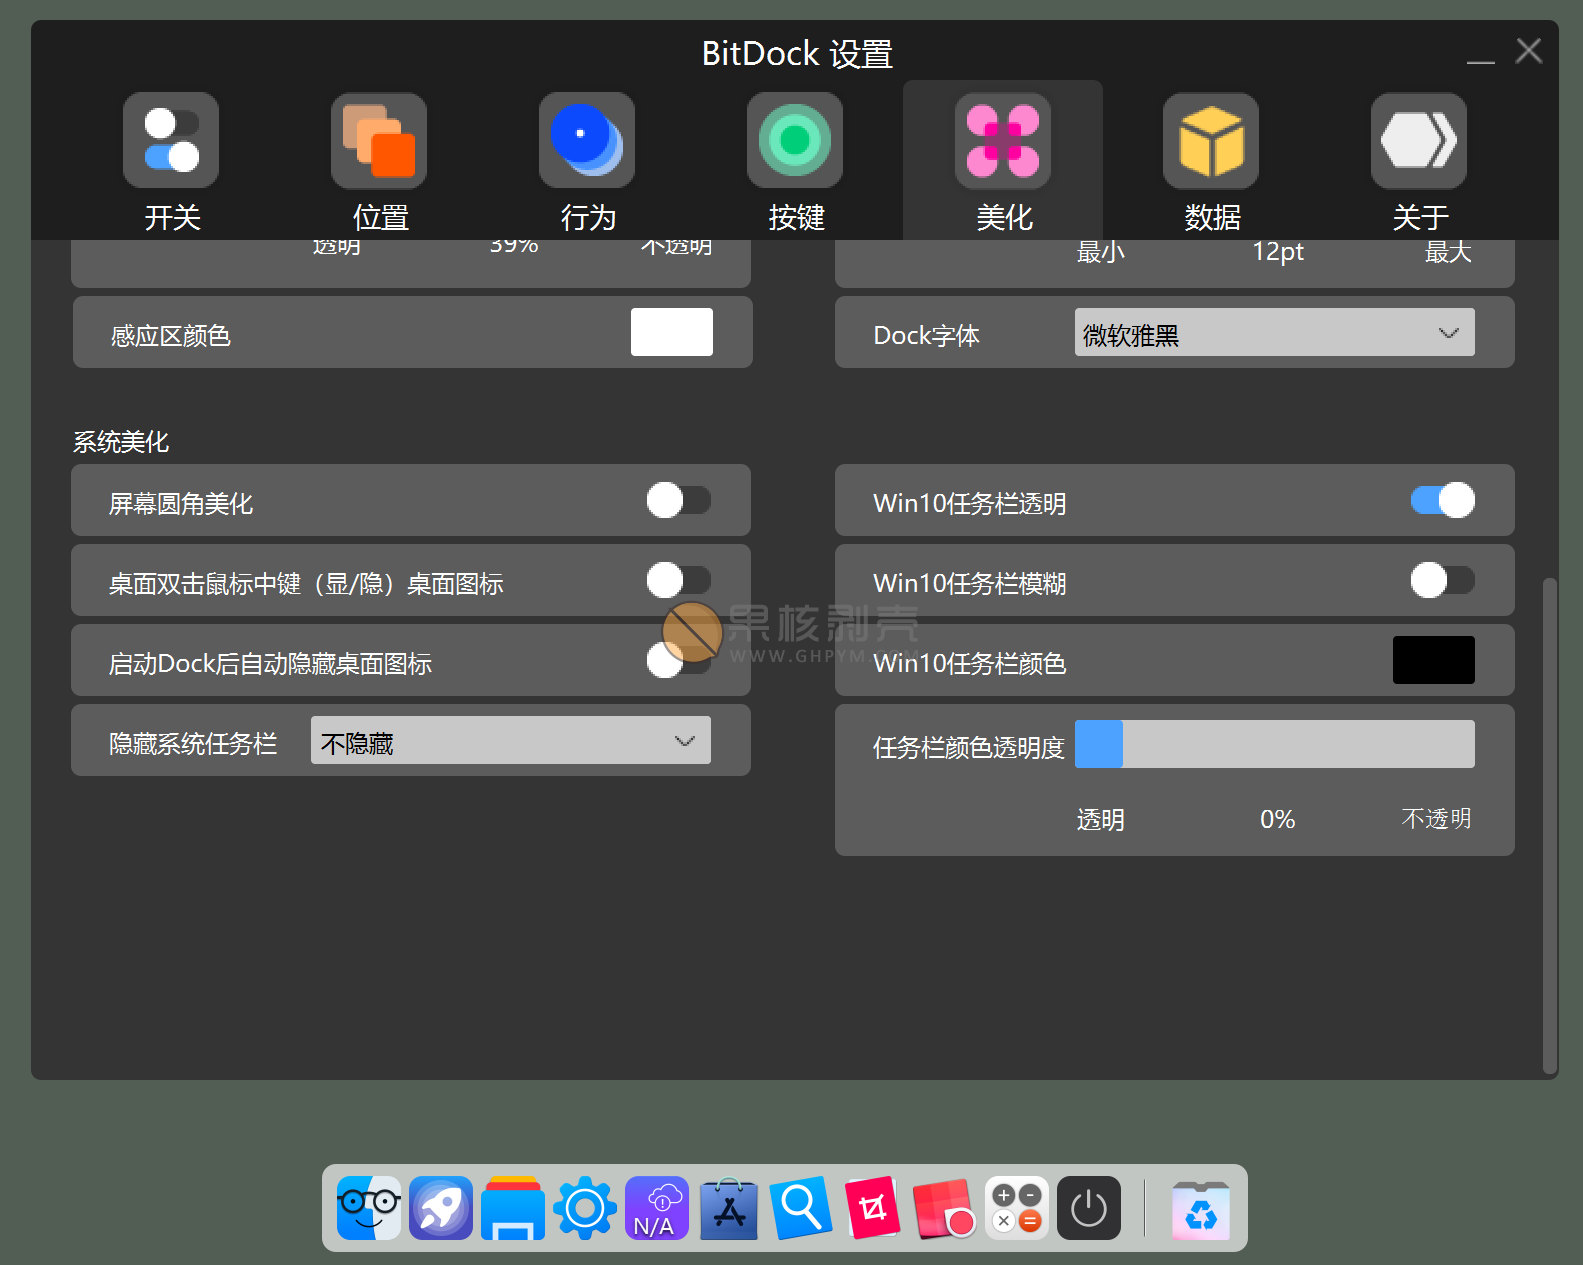 BitDock 设置
开关 位置 行为 按键 美化 数据 关于
透明 39% 不透明 最小 12pt 最大
感应区颜色 Dock字体 微软雅黑
系统美化
屏幕圆角美化 Win10任务栏透明
桌面双击鼠标中键（显/隐）桌面图标 Win10任务栏模糊
果核剥壳
WWW.GHPYM.COM
启动Dock后自动隐藏桌面图标 Win10任务栏颜色
隐藏系统任务栏 不隐藏 任务栏颜色透明度
透明 0% 不透明
N/A